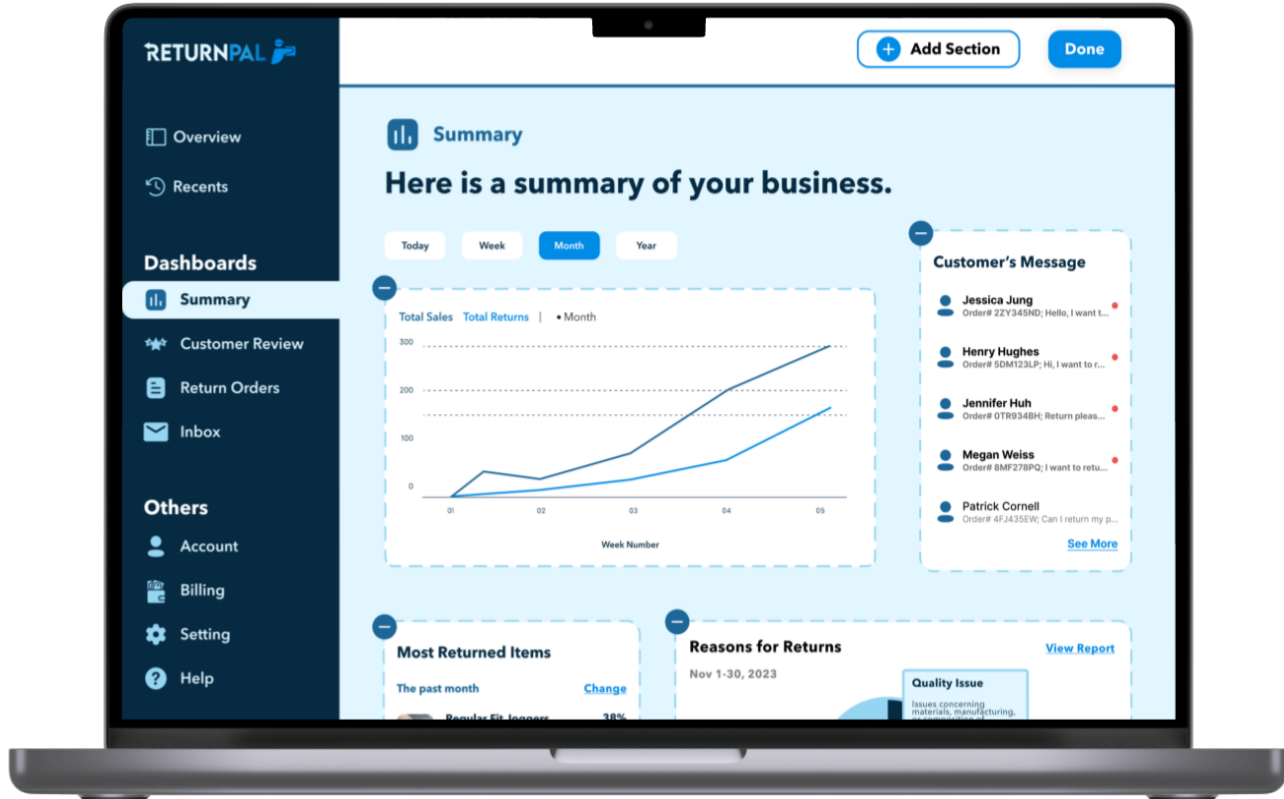 RETURNPAL
Add Section
Done
Overview
Recents
Dashboards
Summary
Customer Review
Return Orders
Inbox
Others
Account
Billing
Setting
Help
Summary
Here is a summary of your business.
Today
Week
Month
Year
Total Sales Total Returns | • Month
300
200
100
0
01 02 03 04 05
Week Number
Customer's Message
Jessica Jung
Order# 2ZY345ND; Hello, I want t...
Henry Hughes
Order# 5DM123LP; Hi, I want to r...
Jennifer Huh
Order# 0TR934BH; Return pleas...
Megan Weiss
Order# 8MF278PQ; I want to retu...
Patrick Cornell
Order# 4FJ435EW; Can I return my p...
See More
Most Returned Items
The past month
Change
Regular Fit Joggers
38%
Reasons for Returns
View Report
Nov 1-30, 2023
Quality Issue
Issues concerning
materials, manufacturing,
or composition of